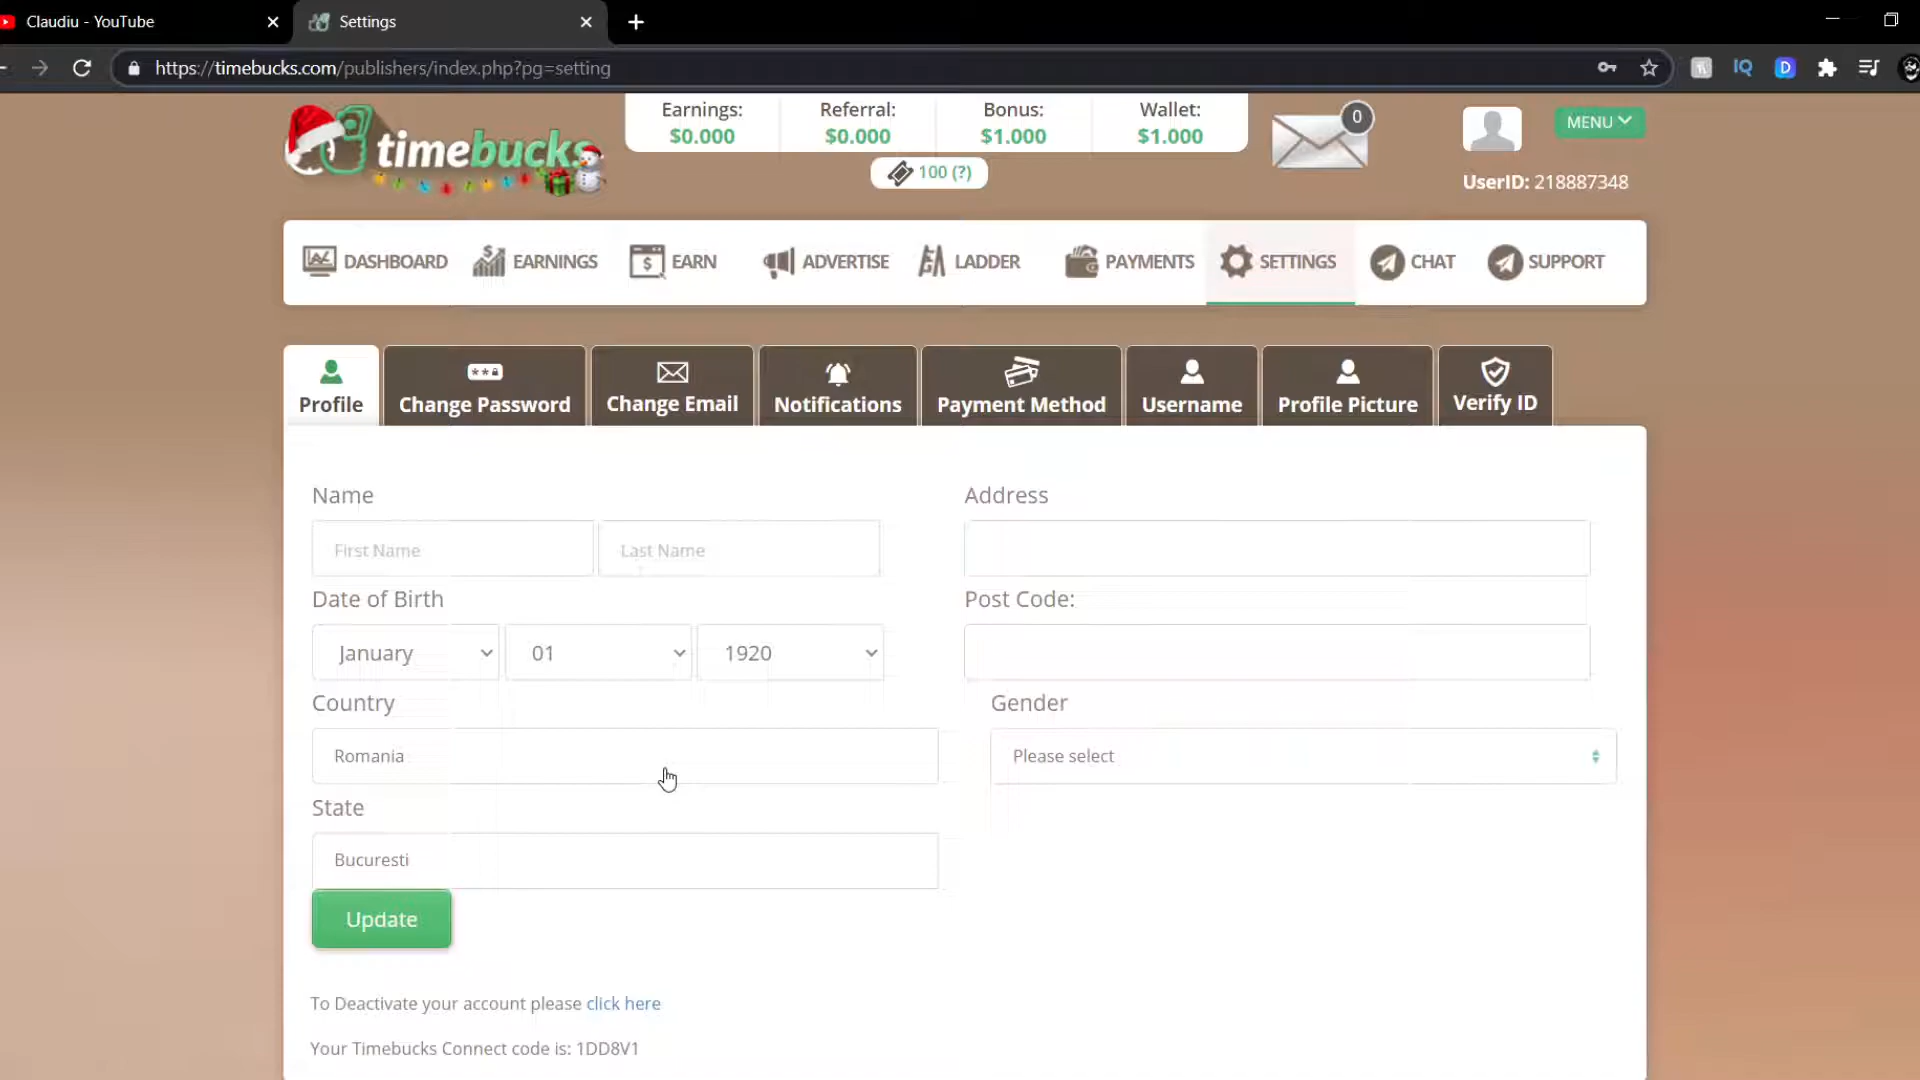 Claudiu - YouTube
Settings
https://timebucks.com/publishers/index.php?pg=setting
timebucks
Earnings:
$0.000
Referral:
$0.000
Bonus:
$1.000
Wallet:
$1.000
100 (?)
0
MENU
UserID: 218887348
DASHBOARD
EARNINGS
EARN
ADVERTISE
LADDER
PAYMENTS
SETTINGS
CHAT
SUPPORT
Profile
Change Password
Change Email
Notifications
Payment Method
Username
Profile Picture
Verify ID
Name
First Name
Last Name
Address
Date of Birth
January
01
1920
Post Code:
Country
Romania
Gender
Please select
State
Bucuresti
Update
To Deactivate your account please click here
Your Timebucks Connect code is: 1DD8V1